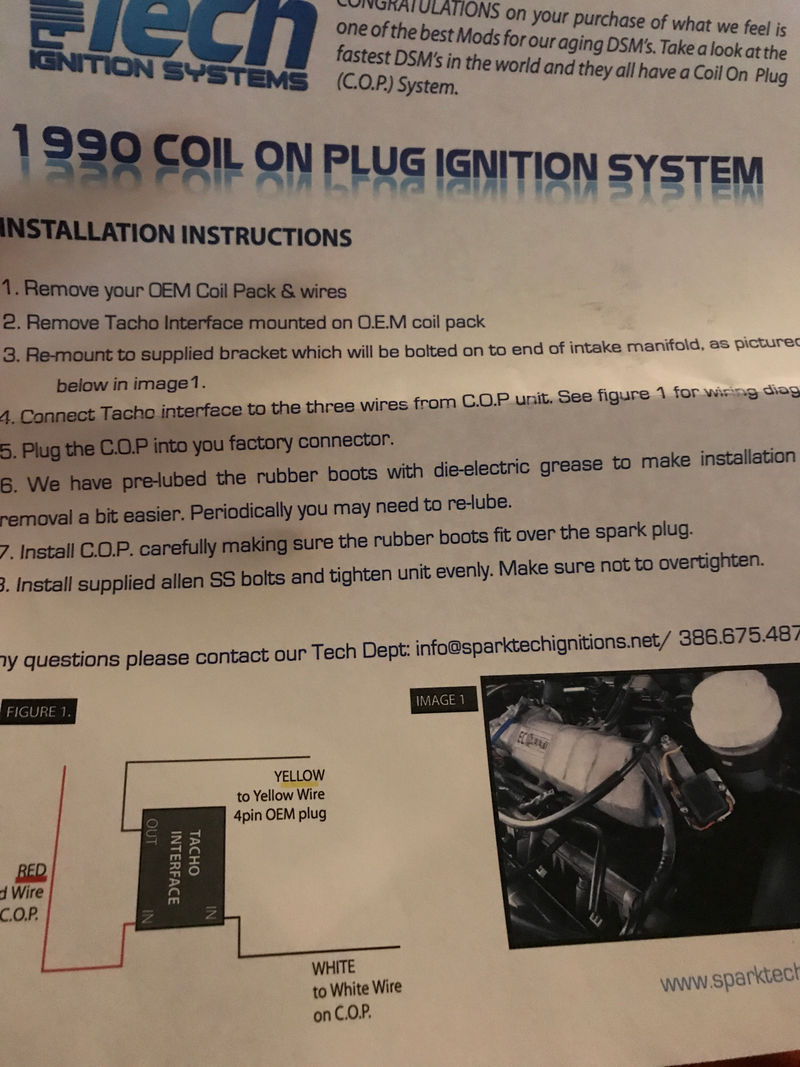 Tech
IGNITION SYSTEMS
CONGRATULATIONS on your purchase of what we feel is
one of the best Mods for our aging DSM's. Take a look at the
fastest DSM's in the world and they all have a Coil On Plug
(C.O.P.) System.
1990 COIL ON PLUG IGNITION SYSTEM
INSTALLATION INSTRUCTIONS
1. Remove your OEM Coil Pack & wires
2. Remove Tacho Interface mounted on O.E.M coil pack
3. Re-mount to supplied bracket which will be bolted on to end of intake manifold, as pictured
below in image1.
4. Connect Tacho interface to the three wires from C.O.P unit. See figure 1 for wiring diag
5. Plug the C.O.P into you factory connector.
6. We have pre-lubed the rubber boots with die-electric grease to make installation
removal a bit easier. Periodically you may need to re-lube.
7. Install C.O.P. carefully making sure the rubber boots fit over the spark plug.
8. Install supplied allen SS bolts and tighten unit evenly. Make sure not to overtighten.
ny questions please contact our Tech Dept: info@sparktechignitions.net/ 386.675.487
FIGURE 1.
IMAGE 1
YELLOW
to Yellow Wire
4pin OEM plug
OUT
TACHO
INTERFACE
IN
IN
RED
d Wire
C.O.P.
WHITE
to White Wire
on C.O.P.
www.sparktech